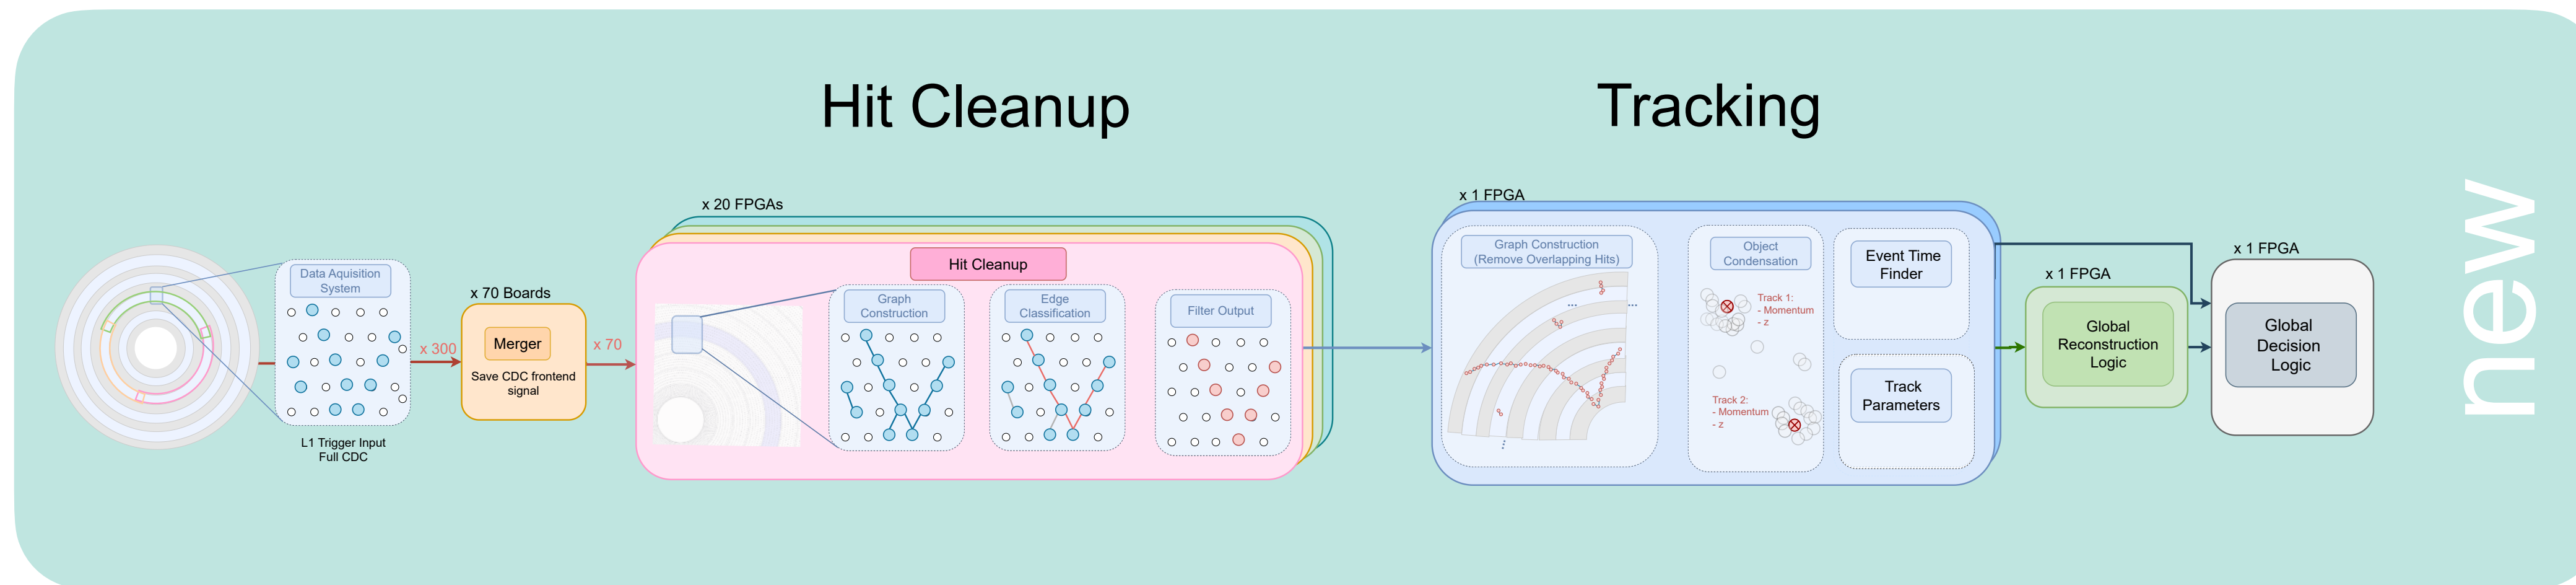 Hit Cleanup
Tracking
new
Data Aquisition
System
L1 Trigger Input
Full CDC
x 300
x 70 Boards
Merger
Save CDC frontend
signal
x 70
x 20 FPGAs
Hit Cleanup
Graph
Construction
Edge
Classification
Filter Output
x 1 FPGA
Graph Construction
(Remove Overlapping Hits)
...
...
...
Object
Condensation
Track 1:
- Momentum
- z
Track 2:
- Momentum
- z
Event Time
Finder
Track
Parameters
x 1 FPGA
Global
Reconstruction
Logic
x 1 FPGA
Global
Decision
Logic